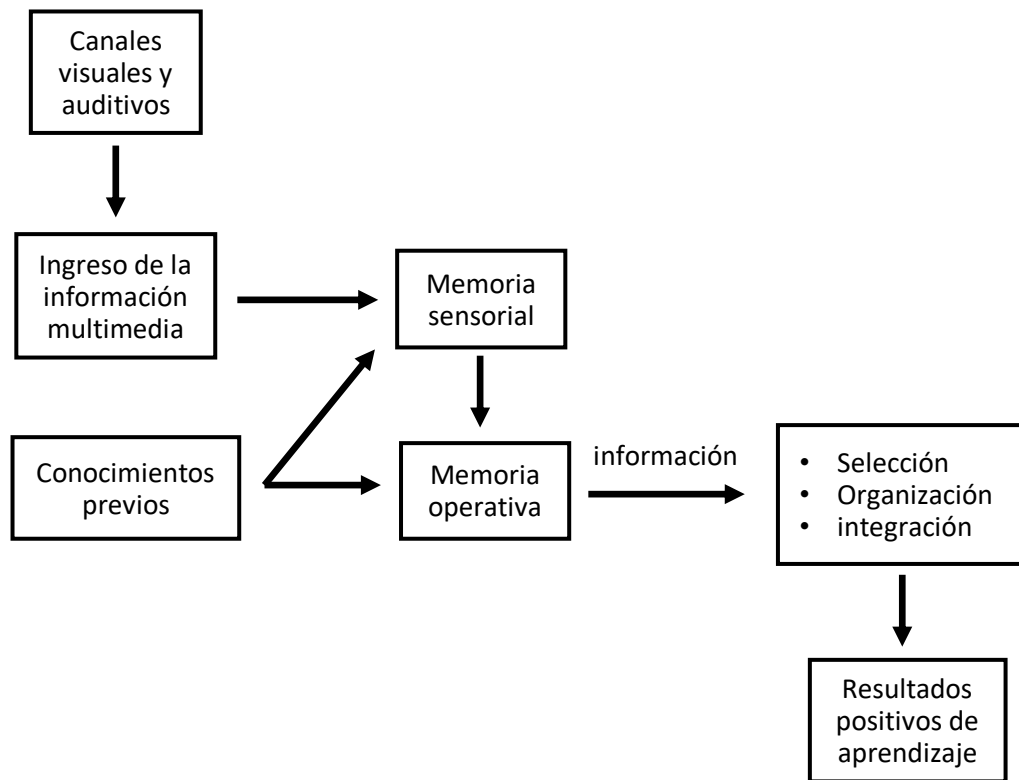 Canales
visuales y
auditivos
Ingreso de la
información
multimedia
Memoria
sensorial
Conocimientos
previos
Memoria
operativa
información
• Selección
• Organización
• integración
Resultados
positivos de
aprendizaje